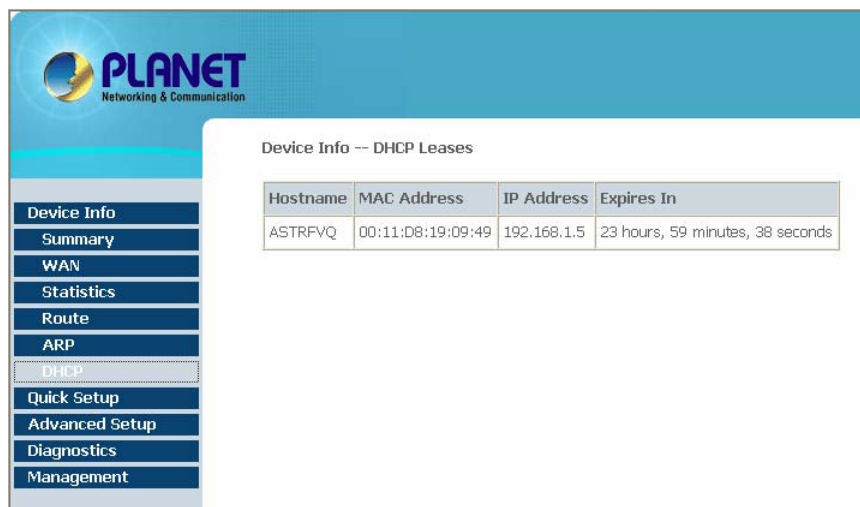 PLANET
Networking & Communication
Device Info -- DHCP Leases
Hostname MAC Address IP Address Expires In
ASTRFVQ 00:11:D8:19:09:49 192.168.1.5 23 hours, 59 minutes, 38 seconds
Device Info
Summary
WAN
Statistics
Route
ARP
DHCP
Quick Setup
Advanced Setup
Diagnostics
Management